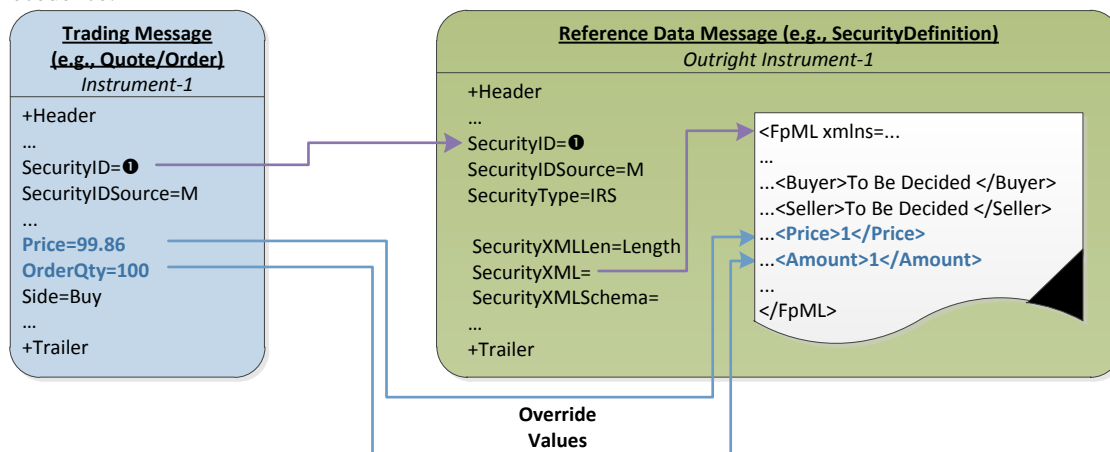 Trading Message
(e.g., Quote/Order)
Instrument-1
+Header
...
SecurityID=❶
SecurityIDSource=M
...
Price=99.86
OrderQty=100
Side=Buy
...
+Trailer
Reference Data Message (e.g., SecurityDefinition)
Outright Instrument-1
+Header
...
SecurityID=❶
SecurityIDSource=M
SecurityType=IRS
SecurityXMLLen=Length
SecurityXML=
SecurityXMLSchema=
...
+Trailer
<FpML xmlns=...
...
...<Buyer>To Be Decided </Buyer>
...<Seller>To Be Decided </Seller>
...<Price>1</Price>
...<Amount>1</Amount>
...
</FpML>
Override
Values